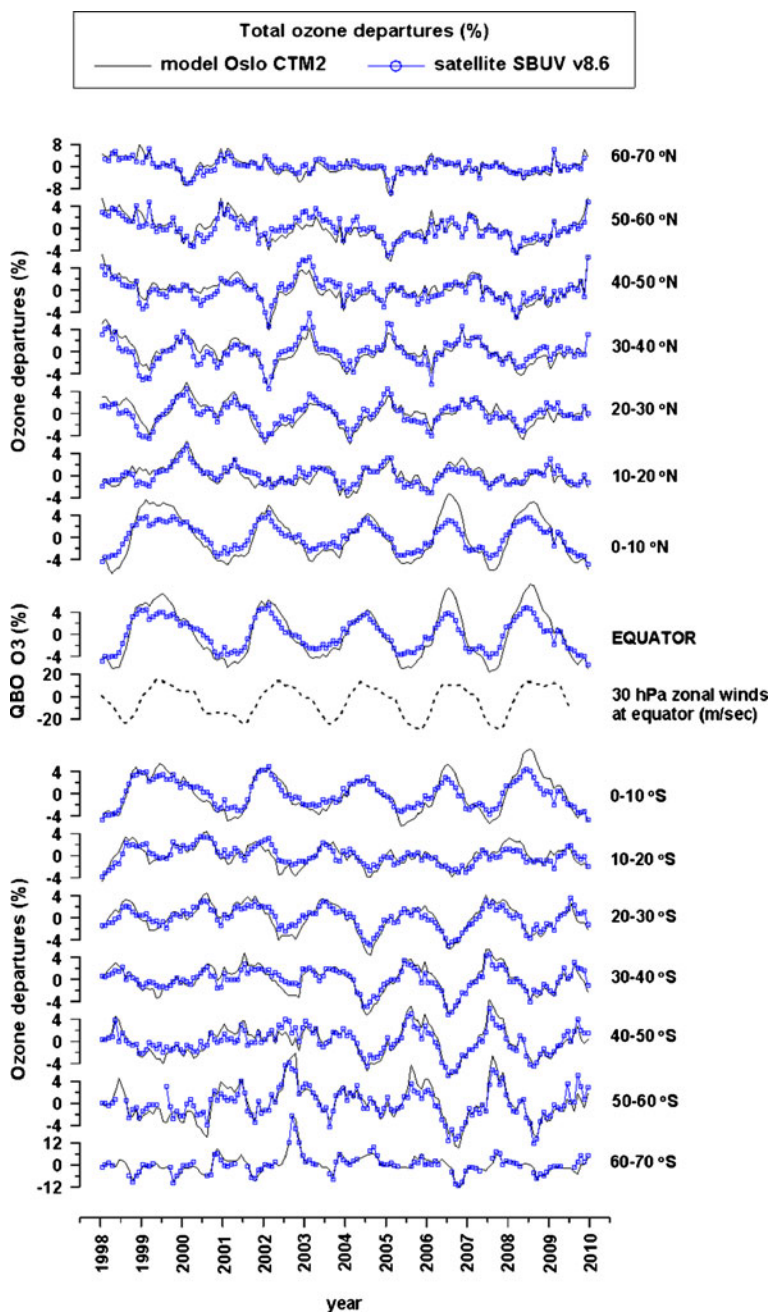 Total ozone departures (%)
model Oslo CTM2 satellite SBUV v8.6
Ozone departures (%)
8
0
-8
60-70 °N
4
0
-4
50-60 °N
4
0
-4
40-50 °N
4
0
-4
30-40 °N
4
0
-4
20-30 °N
4
0
-4
10-20 °N
4
0
-4
0-10 °N
QBO O3 (%)
4
0
-4
EQUATOR
20
0
-20
30 hPa zonal winds
at equator (m/sec)
Ozone departures (%)
4
0
-4
0-10 °S
4
0
-4
10-20 °S
4
0
-4
20-30 °S
4
0
-4
30-40 °S
4
0
-4
40-50 °S
4
0
-4
50-60 °S
12
0
-12
60-70 °S
1998 1999 2000 2001 2002 2003 2004 2005 2006 2007 2008 2009 2010
year